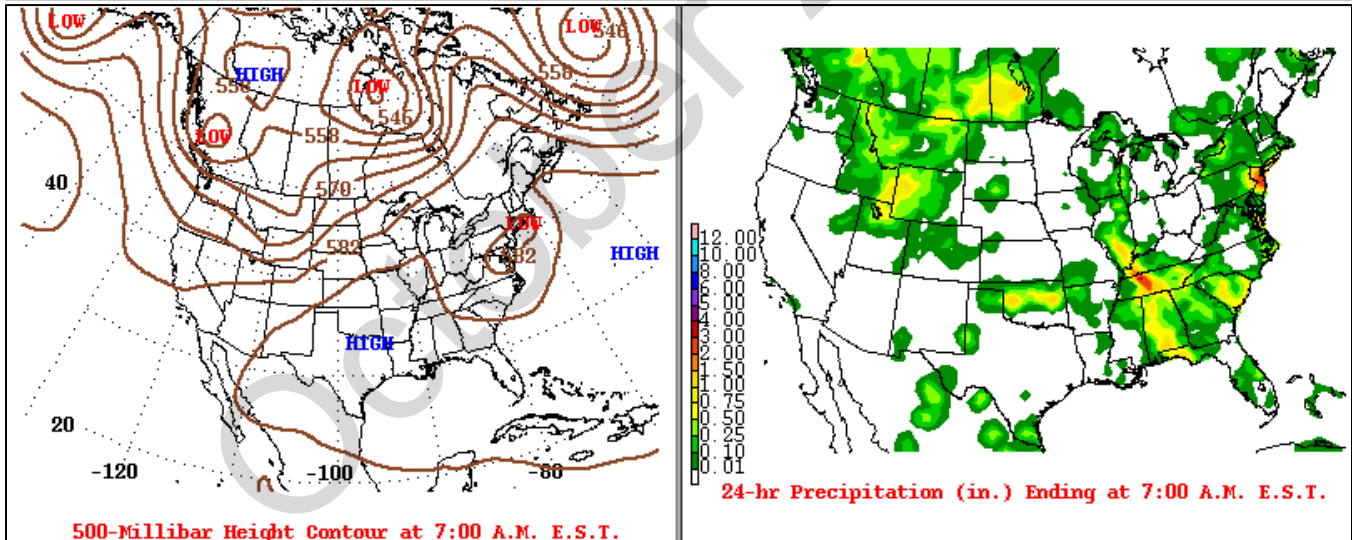 LOW
LOW
546
HIGH
558
558
LOW
546
LOW
558
40
570
582
LOW
582
HIGH
HIGH
20
-120
-100
-80
500-Millibar Height Contour at 7:00 A.M. E.S.T.
12.00
10.00
8.00
6.00
5.00
4.00
3.00
2.00
1.50
1.00
0.75
0.50
0.25
0.10
0.01
24-hr Precipitation (in.) Ending at 7:00 A.M. E.S.T.
October